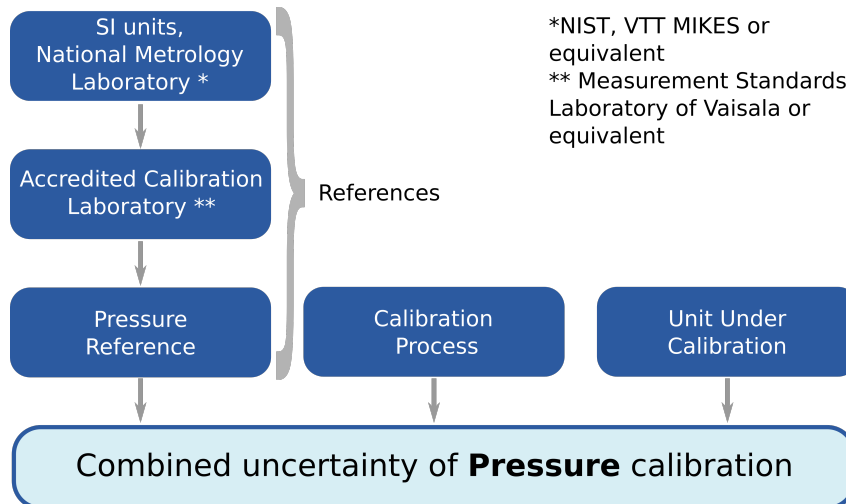 SI units,
National Metrology
Laboratory *
*NIST, VTT MIKES or
equivalent
** Measurement Standards
Laboratory of Vaisala or
equivalent
Accredited Calibration
Laboratory **
References
Pressure
Reference
Calibration
Process
Unit Under
Calibration
Combined uncertainty of Pressure calibration